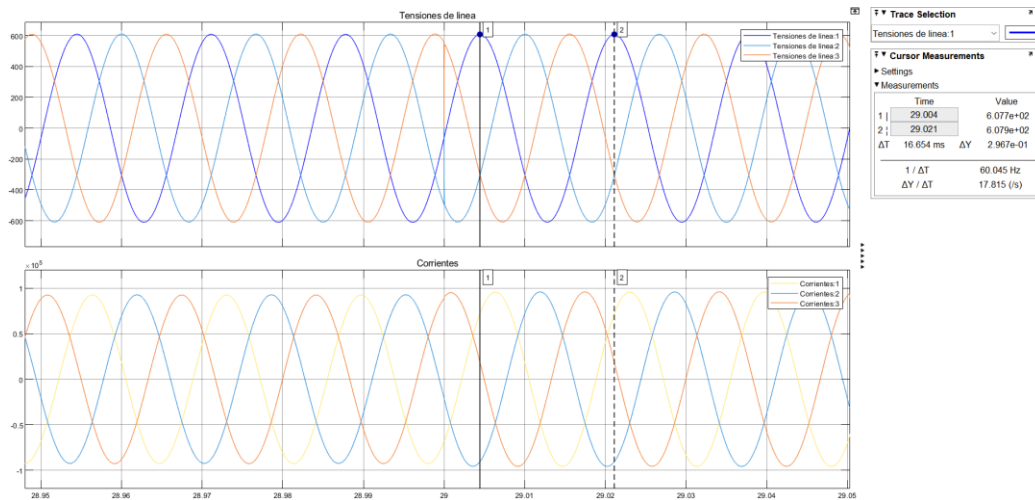 Tensiones de linea
600
400
200
0
-200
-400
-600
1
2
Tensiones de linea:1
Tensiones de linea:2
Tensiones de linea:3
×10^5
Corrientes
1
0.5
0
-0.5
-1
1
2
Corrientes:1
Corrientes:2
Corrientes:3
28.95 28.96 28.97 28.98 28.99 29 29.01 29.02 29.03 29.04 29.05
Trace Selection
Tensiones de linea:1
Cursor Measurements
Settings
Measurements
Time Value
1 | 29.004 6.077e+02
2 ¦ 29.021 6.079e+02
ΔT 16.654 ms ΔY 2.967e-01
1 / ΔT 60.045 Hz
ΔY / ΔT 17.815 (/s)